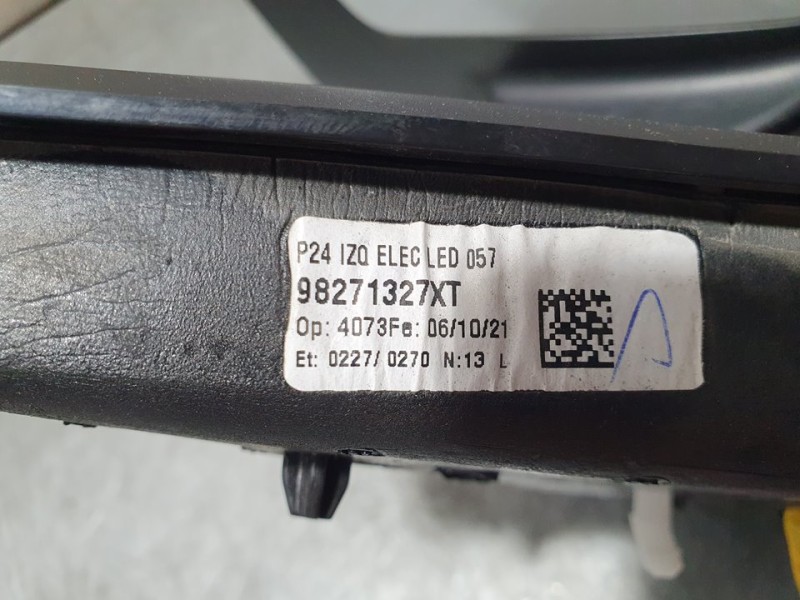 P24 IZQ ELEC LED 057
98271327XT
Op: 4073Fe: 06/10/21
Et: 0227/ 0270 N:13 L